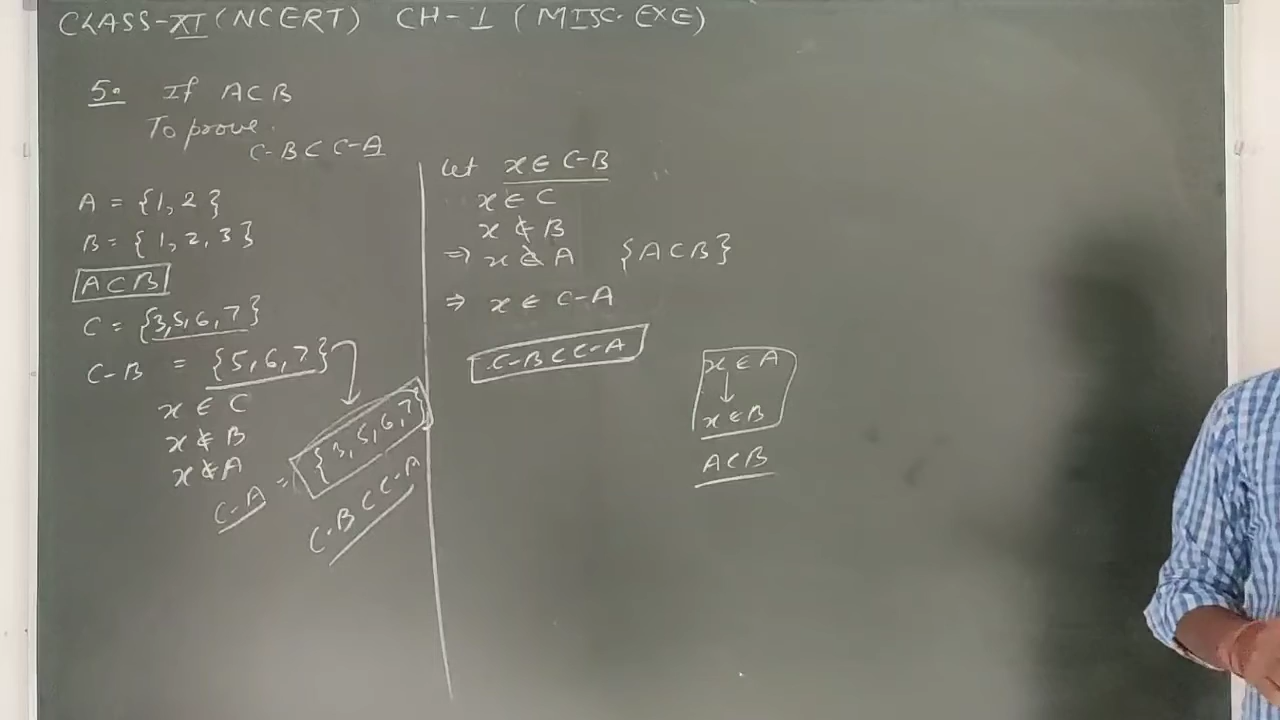 CLASS-XI (NCERT) CH-1 (MISC. EXE)
5. If A⊂B
To prove.
C-B⊂C-A
A = {1,2}
B = {1,2,3}
A⊂B
C = {3,5,6,7}
C-B = {5,6,7}
x ∈ C
x ∉ B
x ∉ A
C-A = {3,5,6,7}
C-B⊂C-A
Let x ∈ C-B
x ∈ C
x ∉ B
⇒ x ∉ A {A⊂B}
⇒ x ∈ C-A
C-B⊂C-A
x ∈ A
↓
x ∈ B
A⊂B